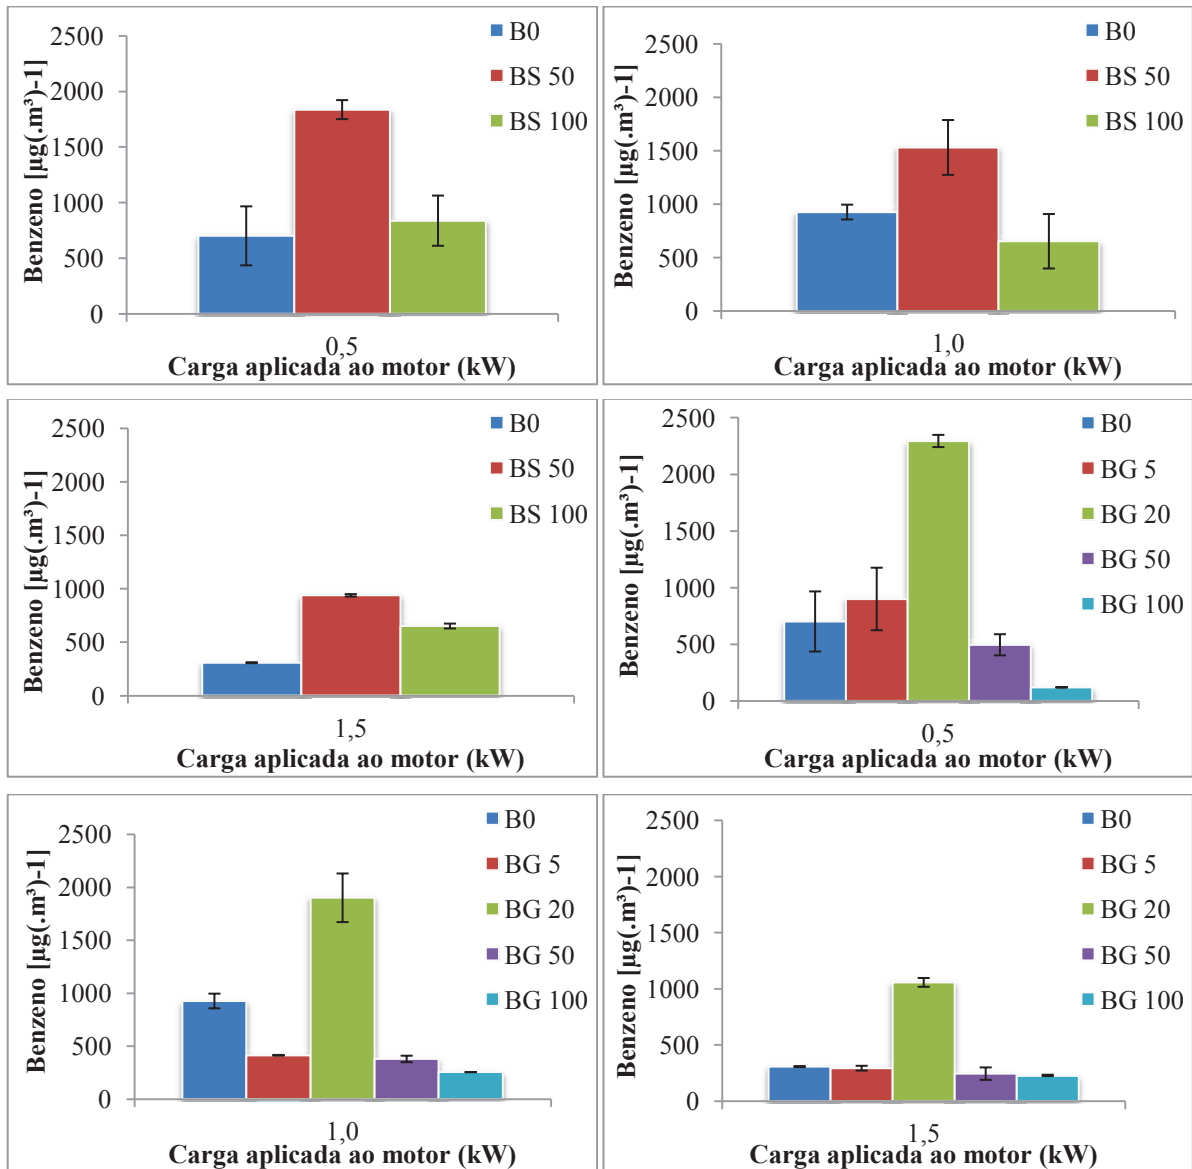 2500
2000
1500
1000
500
0
Benzeno [µg(.m³)-1]
B0
BS 50
BS 100
0,5
Carga aplicada ao motor (kW)
2500
2000
1500
1000
500
0
Benzeno [µg(.m³)-1]
B0
BS 50
BS 100
1,0
Carga aplicada ao motor (kW)
2500
2000
1500
1000
500
0
Benzeno [µg(.m³)-1]
B0
BS 50
BS 100
1,5
Carga aplicada ao motor (kW)
2500
2000
1500
1000
500
0
Benzeno [µg(.m³)-1]
B0
BG 5
BG 20
BG 50
BG 100
0,5
Carga aplicada ao motor (kW)
2500
2000
1500
1000
500
0
Benzeno [µg(.m³)-1]
B0
BG 5
BG 20
BG 50
BG 100
1,0
Carga aplicada ao motor (kW)
2500
2000
1500
1000
500
0
Benzeno [µg(.m³)-1]
B0
BG 5
BG 20
BG 50
BG 100
1,5
Carga aplicada ao motor (kW)